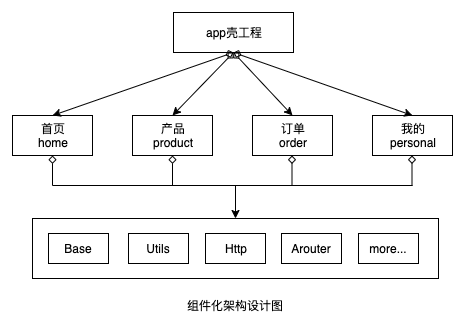 app壳工程
首页
home
产品
product
订单
order
我的
personal
Base
Utils
Http
Arouter
more...
组件化架构设计图